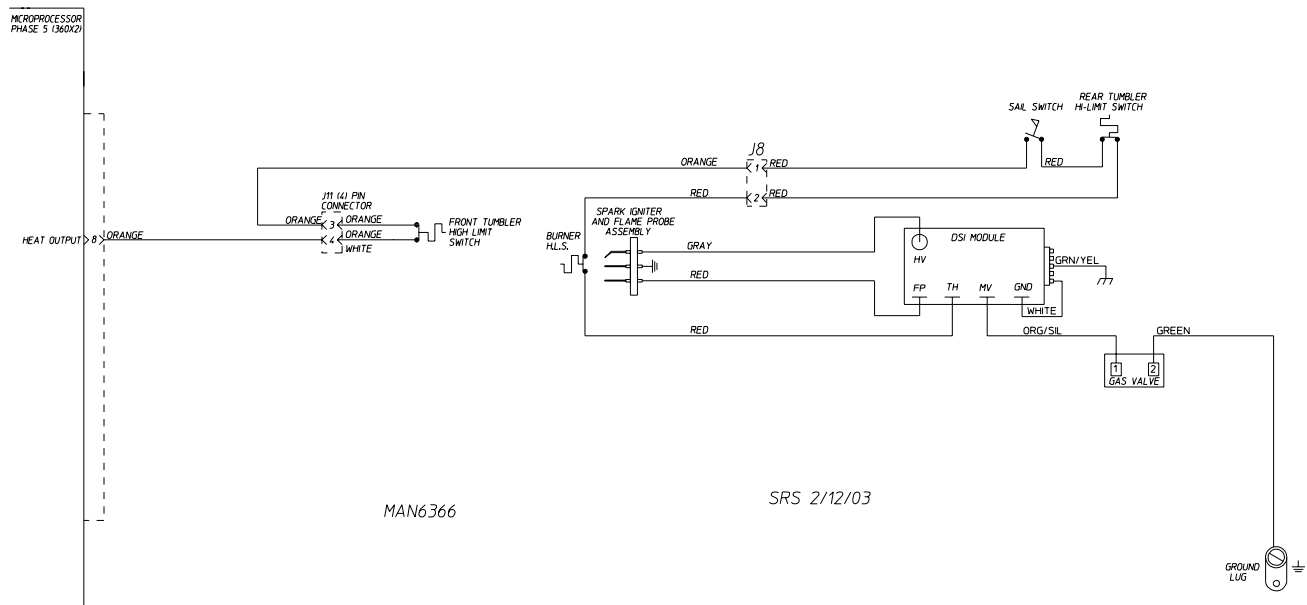 MICROPROCESSOR
PHASE 5 (360X2)
SAIL SWITCH
REAR TUMBLER
HI-LIMIT SWITCH
J8
ORANGE
1
RED
RED
RED
2
RED
J11 (4) PIN
CONNECTOR
ORANGE
3
ORANGE
FRONT TUMBLER
HIGH LIMIT
SWITCH
HEAT OUTPUT
8
ORANGE
4
ORANGE
WHITE
SPARK IGNITER
AND FLAME PROBE
ASSEMBLY
BURNER
H.L.S.
GRAY
RED
DSI MODULE
HV
GRN/YEL
FP
TH
MV
GND
WHITE
RED
ORG/SIL
GREEN
1
2
GAS VALVE
MAN6366
SRS 2/12/03
GROUND
LUG